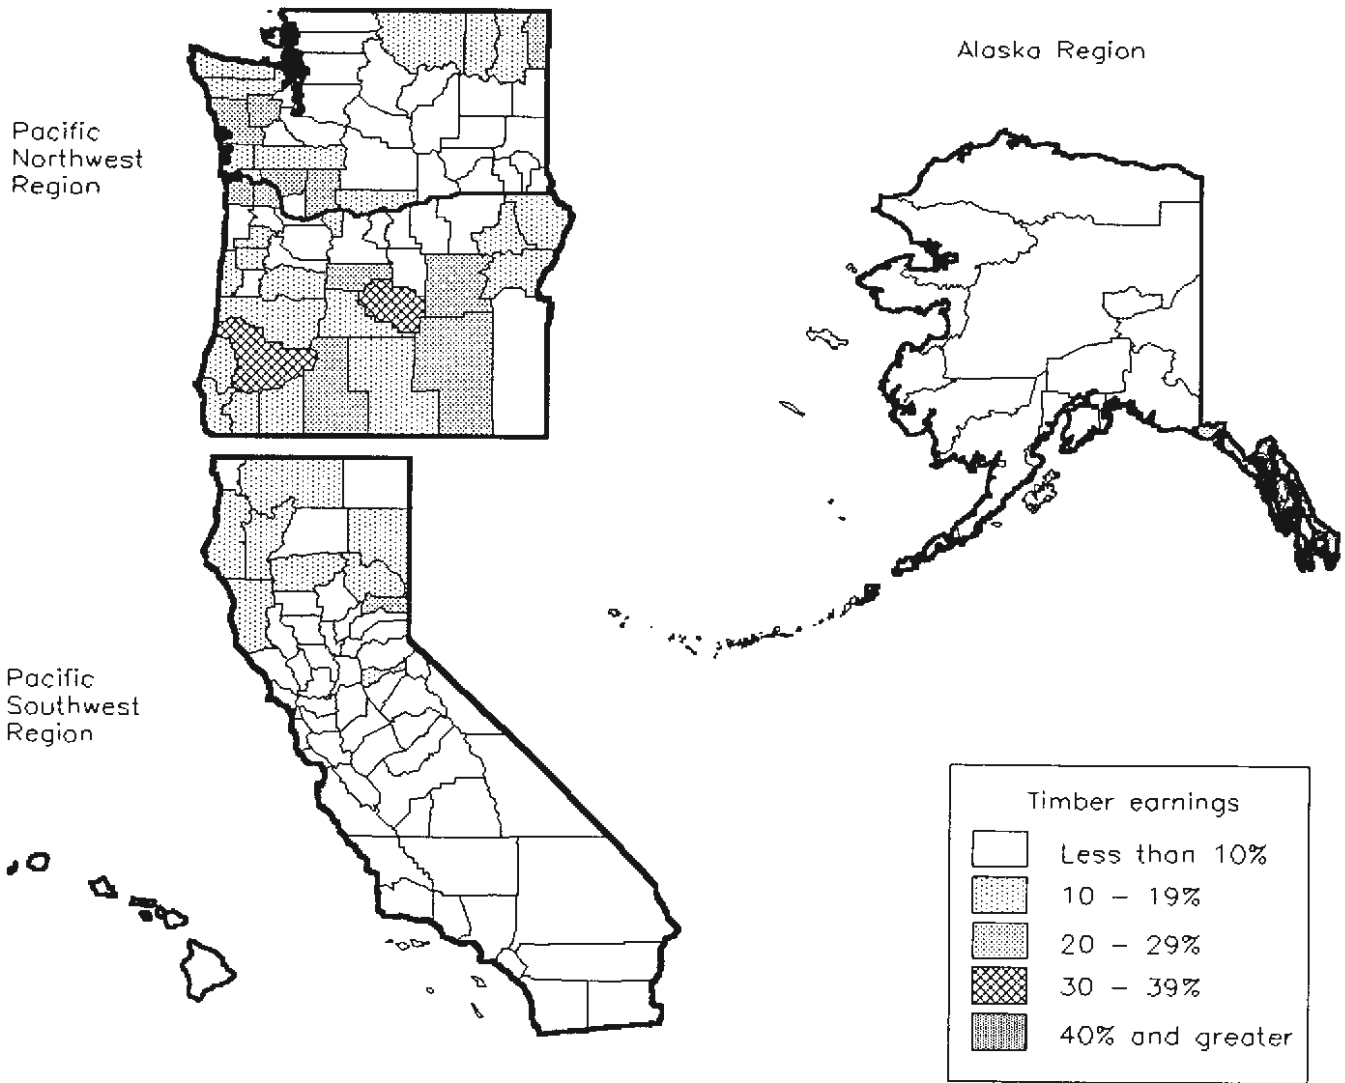 Alaska Region
Pacific
Northwest
Region
Pacific
Southwest
Region
Timber earnings
Less than 10%
10 – 19%
20 – 29%
30 – 39%
40% and greater